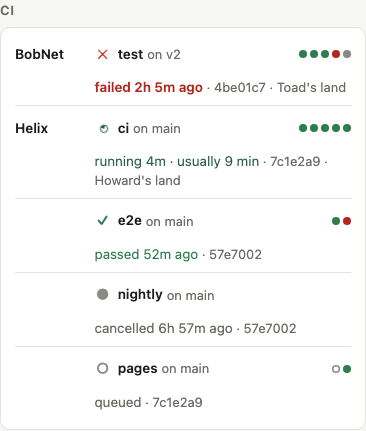 CI
BobNet test on v2
failed 2h 5m ago · 4be01c7 · Toad's land
Helix ci on main
running 4m · usually 9 min · 7c1e2a9 ·
Howard's land
e2e on main
passed 52m ago · 57e7002
nightly on main
cancelled 6h 57m ago · 57e7002
pages on main
queued · 7c1e2a9